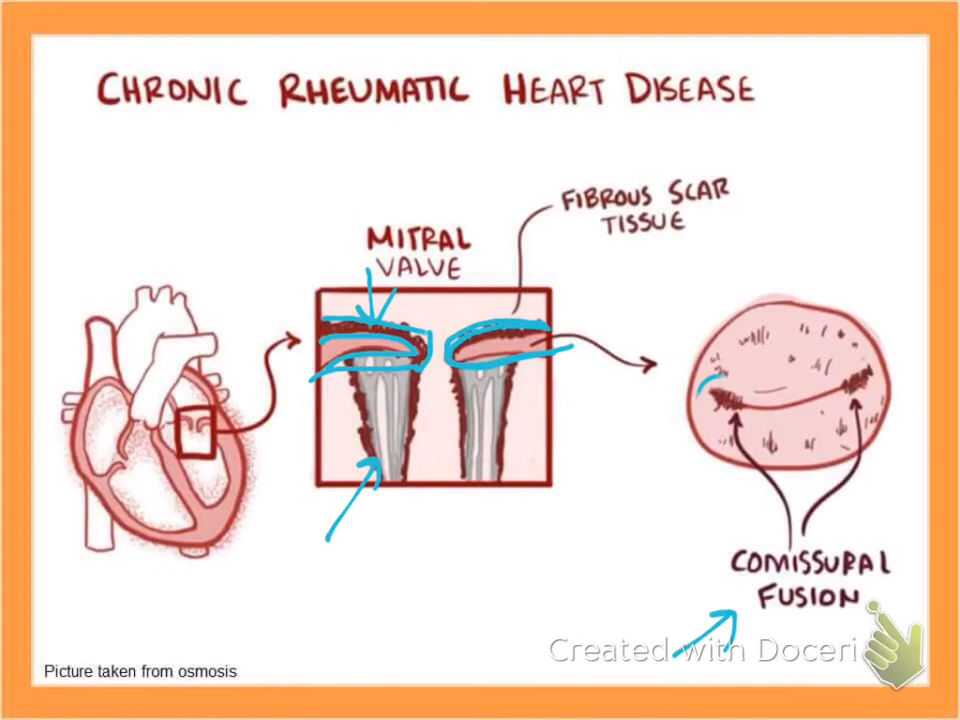 CHRONIC RHEUMATIC HEART DISEASE
FIBROUS SCAR
TISSUE
MITRAL
VALVE
COMISSURAL
FUSION
Created with Doceri
Picture taken from osmosis